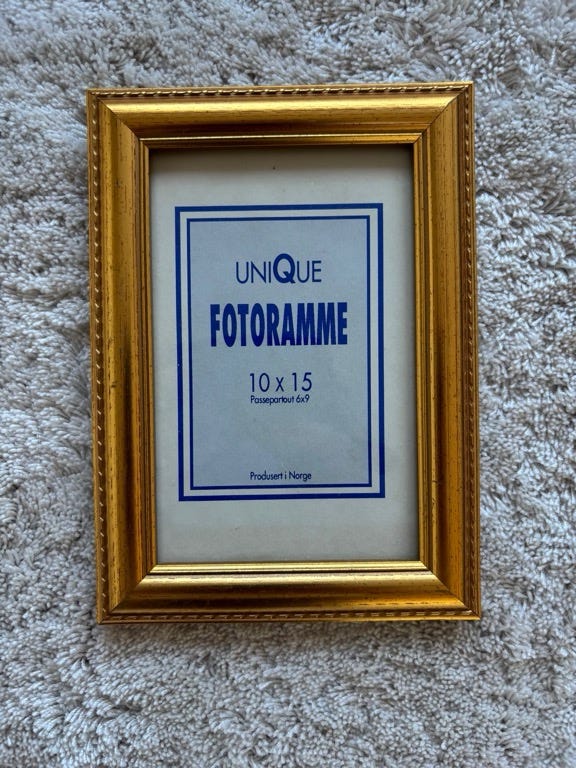 UNIQUE
FOTORAMME
10 x 15
Passepartout 6x9
Produsert i Norge